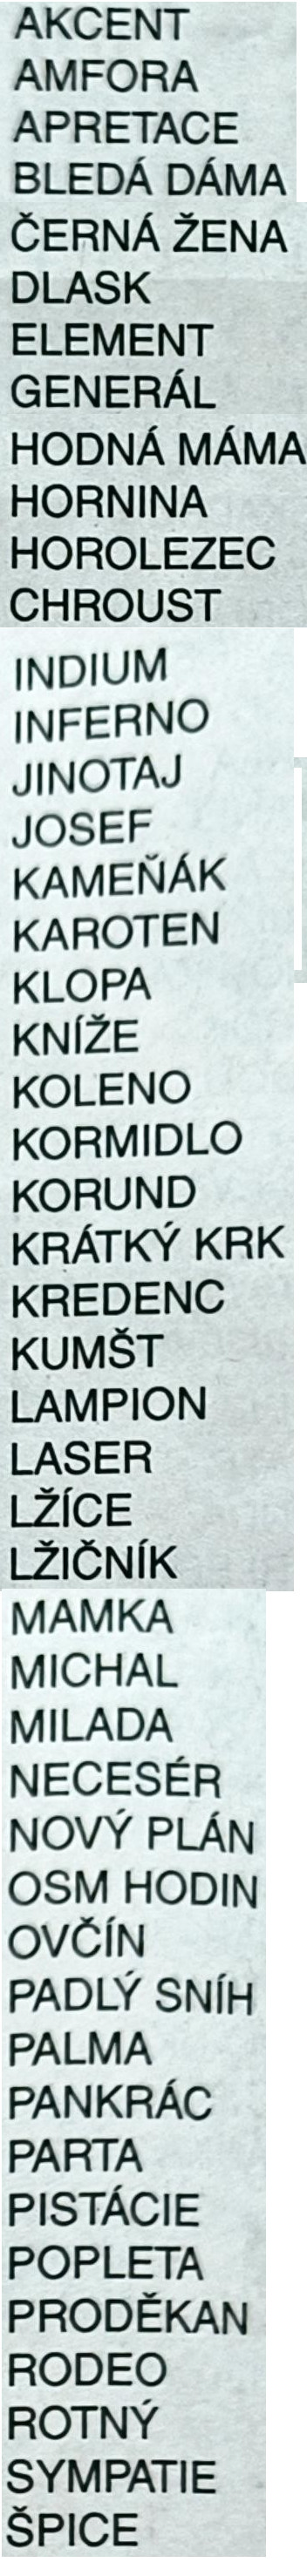 AKCENT
AMFORA
APRETACE
BLEDÁ DÁMA
ČERNÁ ŽENA
DLASK
ELEMENT
GENERÁL
HODNÁ MÁMA
HORNINA
HOROLEZEC
CHROUST
INDIUM
INFERNO
JINOTAJ
JOSEF
KAMEŇÁK
KAROTEN
KLOPA
KNÍŽE
KOLENO
KORMIDLO
KORUND
KRÁTKÝ KRK
KREDENC
KUMŠT
LAMPION
LASER
LŽÍCE
LŽIČNÍK
MAMKA
MICHAL
MILADA
NECESÉR
NOVÝ PLÁN
OSM HODIN
OVČÍN
PADLÝ SNÍH
PALMA
PANKRÁC
PARTA
PISTÁCIE
POPLETA
PRODĚKAN
RODEO
ROTNÝ
SYMPATIE
ŠPICE